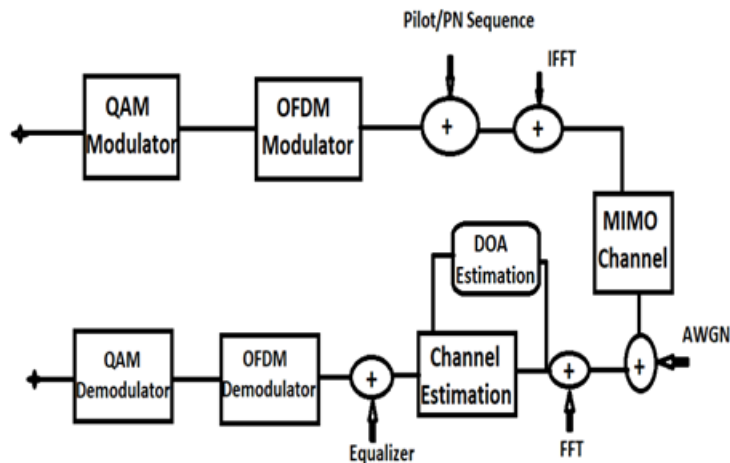 Pilot/PN Sequence
IFFT
QAM
Modulator
OFDM
Modulator
+
+
MIMO
Channel
DOA
Estimation
AWGN
QAM
Demodulator
OFDM
Demodulator
+
Channel
Estimation
+
+
Equalizer
FFT